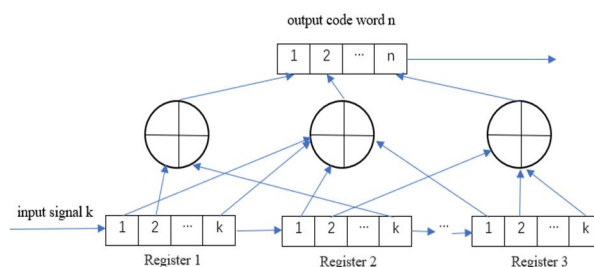 output code word n
1 2 ... n
input signal k
1 2 ... k
1 2 ... k
...
1 2 ... k
Register 1
Register 2
Register 3